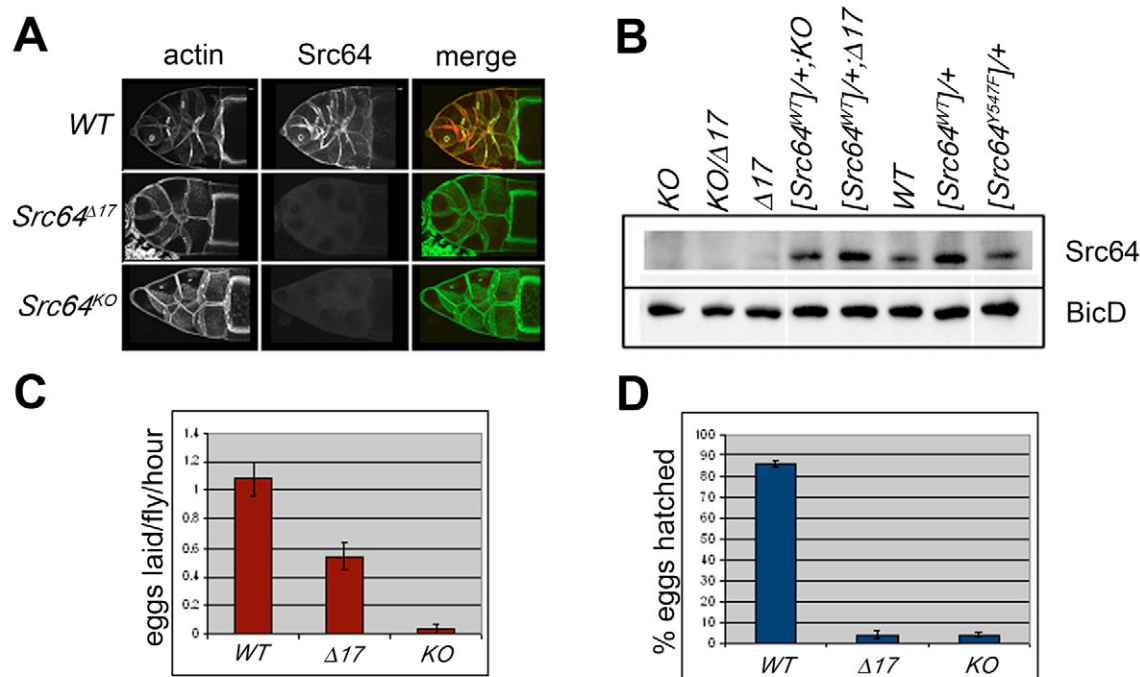 A
actin Src64 merge
WT
Src64Δ17
Src64KO
B
KO
KO/Δ17
Δ17
[Src64WT]/+;KO
[Src64WT]/+;Δ17
WT
[Src64WT]/+
[Src64Y547F]/+
Src64
BicD
C
eggs laid/fly/hour
1.4
1.2
1
0.8
0.6
0.4
0.2
0
WT Δ17 KO
D
% eggs hatched
100
90
80
70
60
50
40
30
20
10
0
WT Δ17 KO